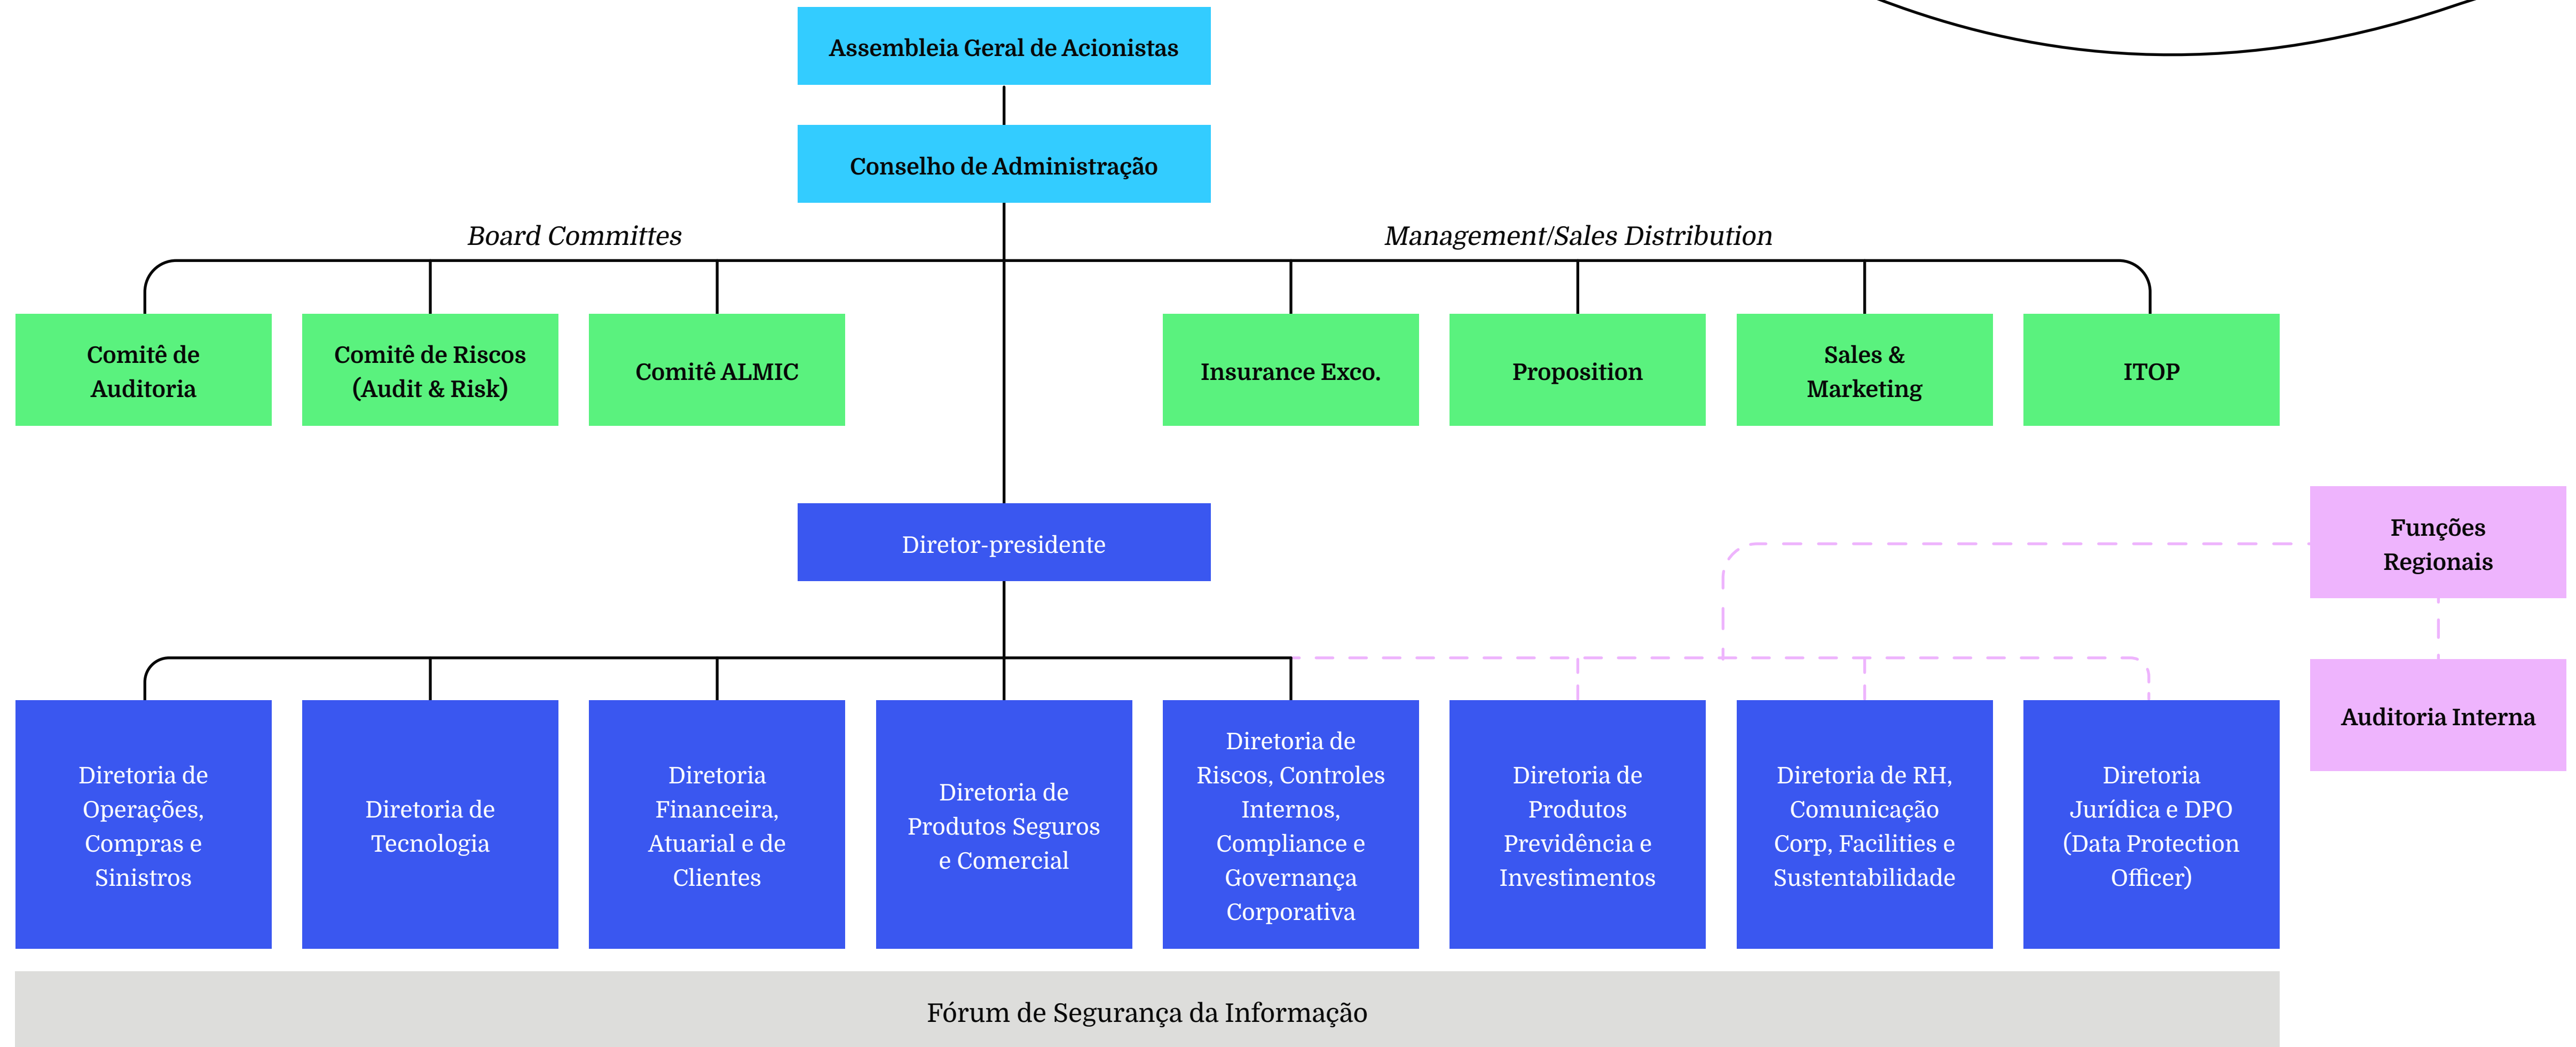 Assembleia Geral de Acionistas
Conselho de Administração
Board Committes
Management/Sales Distribution
Comitê de
Auditoria
Comitê de Riscos
(Audit & Risk)
Comitê ALMIC
Insurance Exco.
Proposition
Sales &
Marketing
ITOP
Diretor-presidente
Funções
Regionais
Auditoria Interna
Diretoria de
Operações,
Compras e
Sinistros
Diretoria de
Tecnologia
Diretoria
Financeira,
Atuarial e de
Clientes
Diretoria de
Produtos Seguros
e Comercial
Diretoria de
Riscos, Controles
Internos,
Compliance e
Governança
Corporativa
Diretoria de
Produtos
Previdência e
Investimentos
Diretoria de RH,
Comunicação
Corp, Facilities e
Sustentabilidade
Diretoria
Jurídica e DPO
(Data Protection
Officer)
Fórum de Segurança da Informação